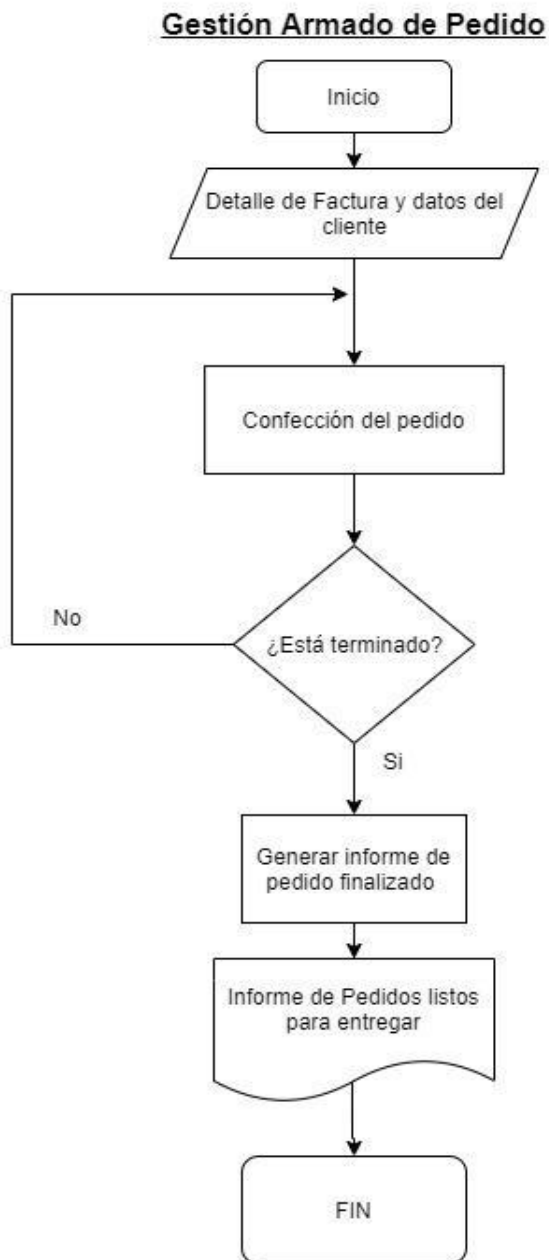 Gestión Armado de Pedido
Inicio
Detalle de Factura y datos del
cliente
Confección del pedido
¿Está terminado?
No
Si
Generar informe de
pedido finalizado
Informe de Pedidos listos
para entregar
FIN